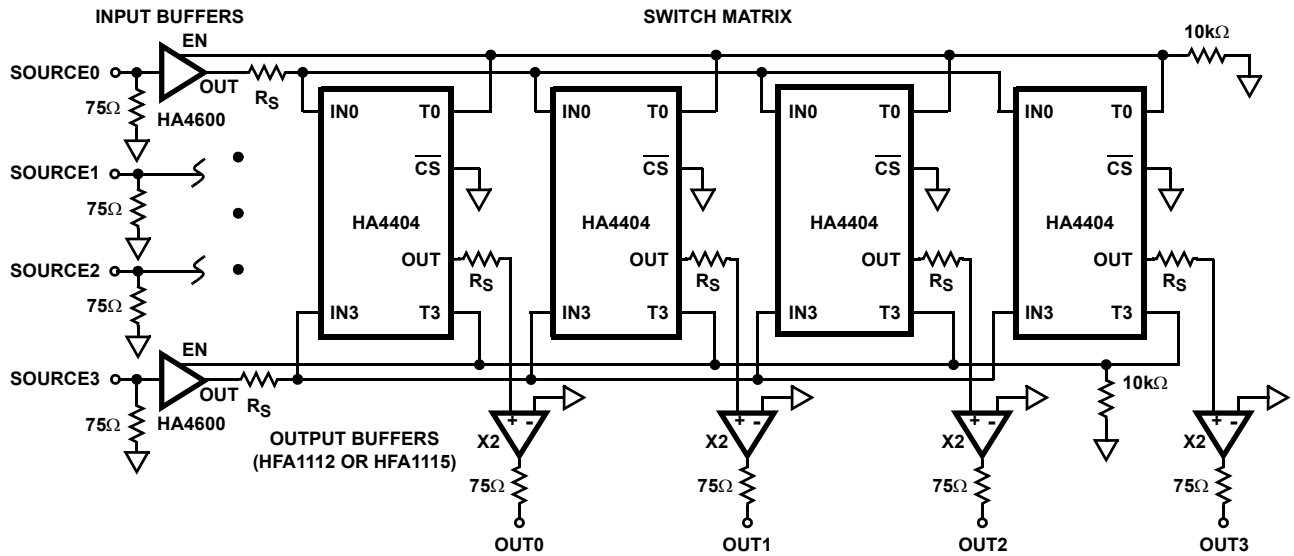 INPUT BUFFERS
SWITCH MATRIX
EN
10kΩ
SOURCE0
OUT
RS
75Ω
HA4600
IN0 T0
IN0 T0
IN0 T0
IN0 T0
CS
CS
CS
CS
SOURCE1
75Ω
HA4404
HA4404
HA4404
HA4404
SOURCE2
75Ω
OUT
RS
OUT
RS
OUT
RS
OUT
RS
IN3 T3
IN3 T3
IN3 T3
IN3 T3
EN
SOURCE3
OUT
RS
75Ω
HA4600
10kΩ
OUTPUT BUFFERS
(HFA1112 OR HFA1115)
X2
+ -
X2
+ -
X2
+ -
X2
+ -
75Ω
75Ω
75Ω
75Ω
OUT0
OUT1
OUT2
OUT3